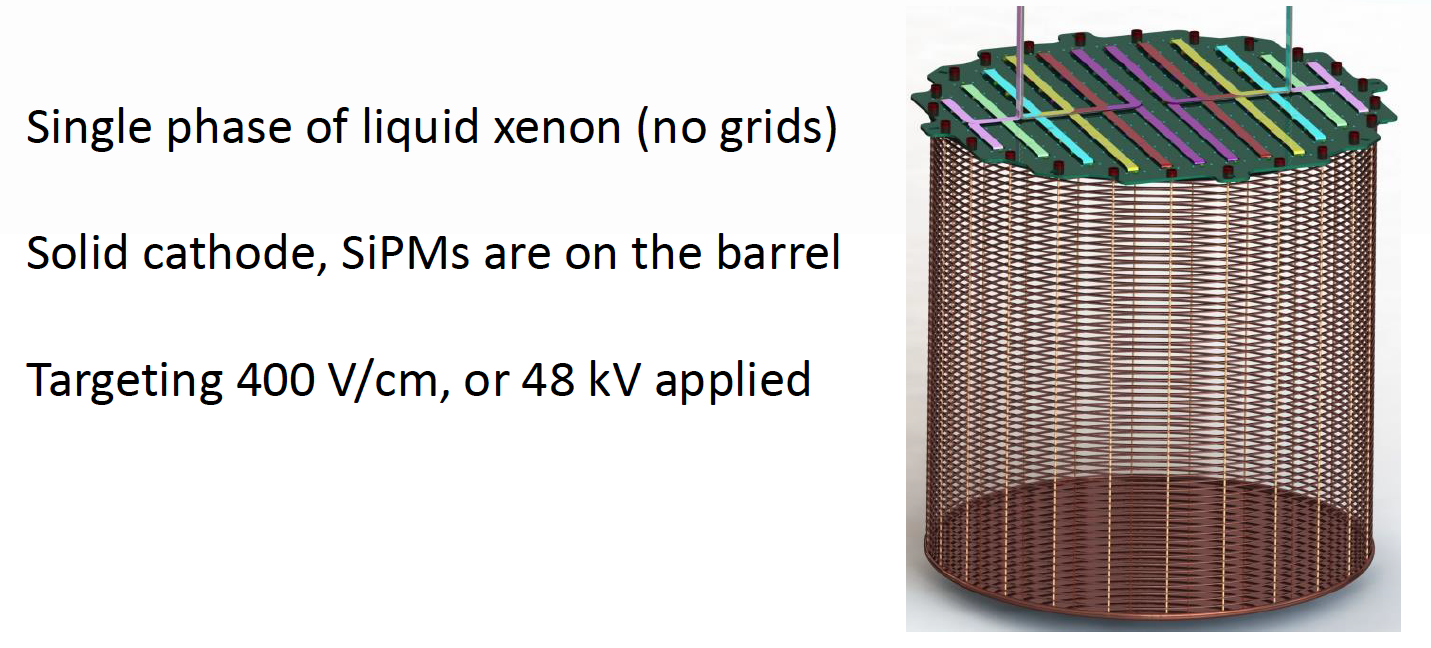 Single phase of liquid xenon (no grids)
Solid cathode, SiPMs are on the barrel
Targeting 400 V/cm, or 48 kV applied